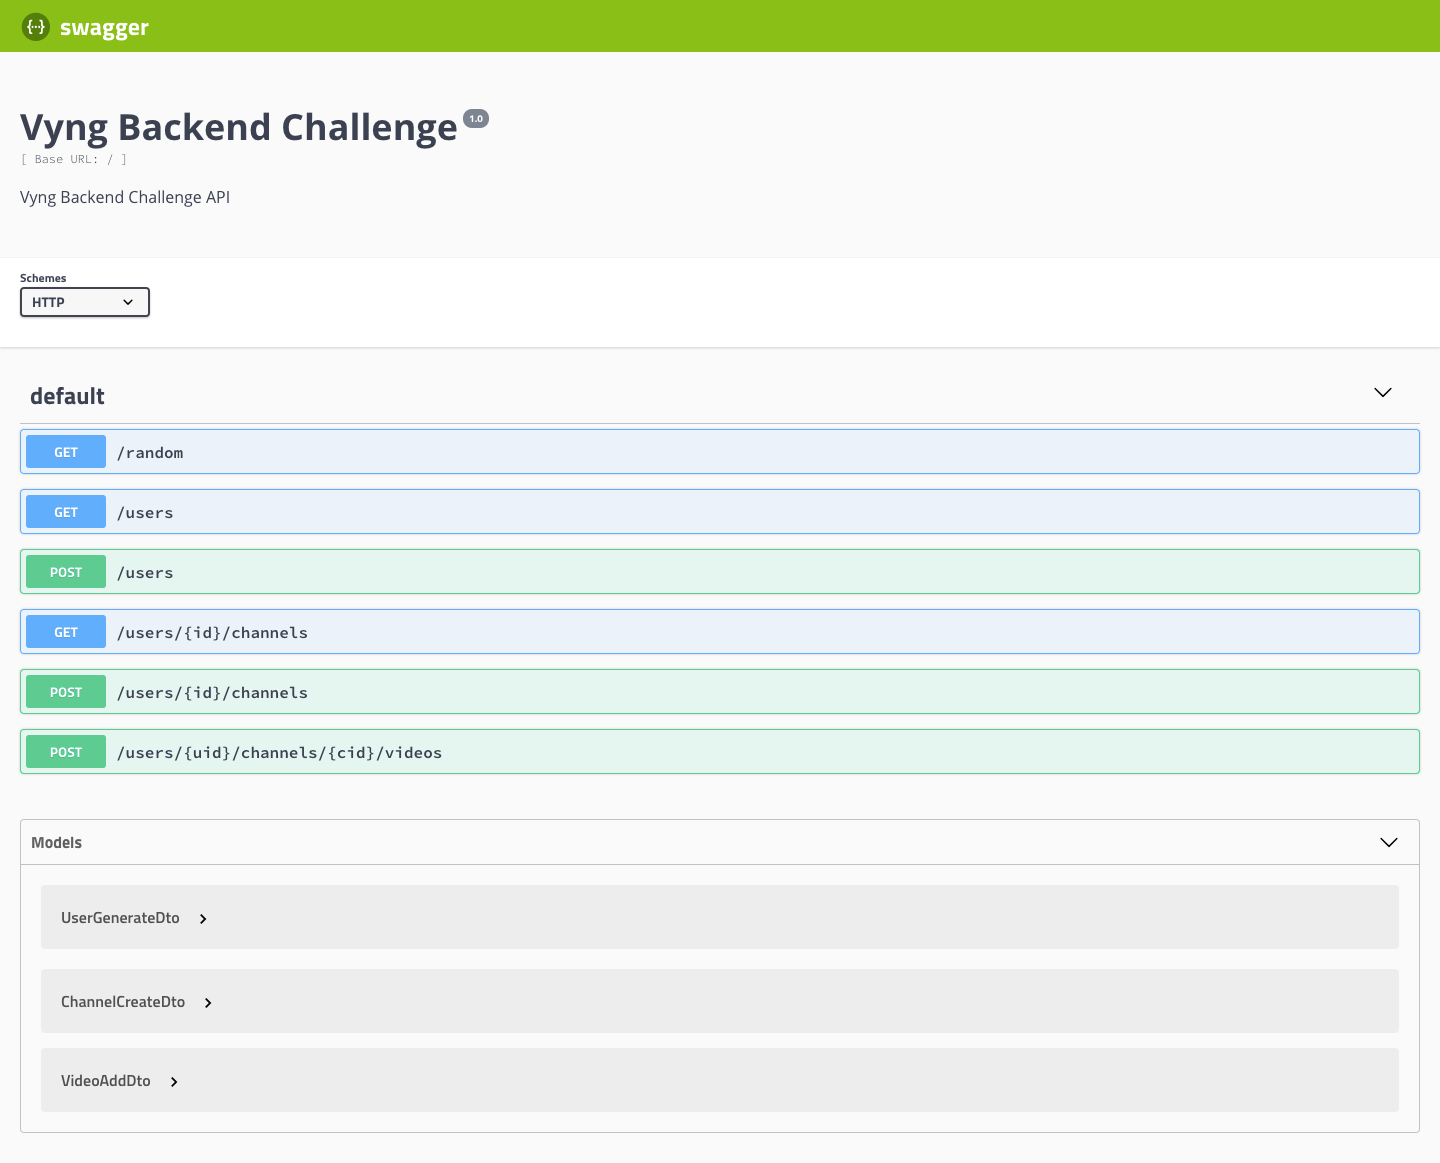 {···} swagger
Vyng Backend Challenge 1.0
[ Base URL: / ]
Vyng Backend Challenge API
Schemes
HTTP
default
GET /random
GET /users
POST /users
GET /users/{id}/channels
POST /users/{id}/channels
POST /users/{uid}/channels/{cid}/videos
Models
UserGenerateDto
ChannelCreateDto
VideoAddDto